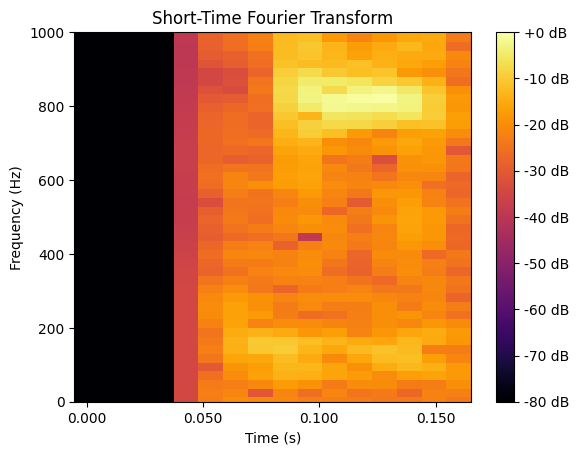 Short-Time Fourier Transform
1000
800
600
400
200
0
Frequency (Hz)
0.000
0.050
0.100
0.150
Time (s)
+0 dB
-10 dB
-20 dB
-30 dB
-40 dB
-50 dB
-60 dB
-70 dB
-80 dB